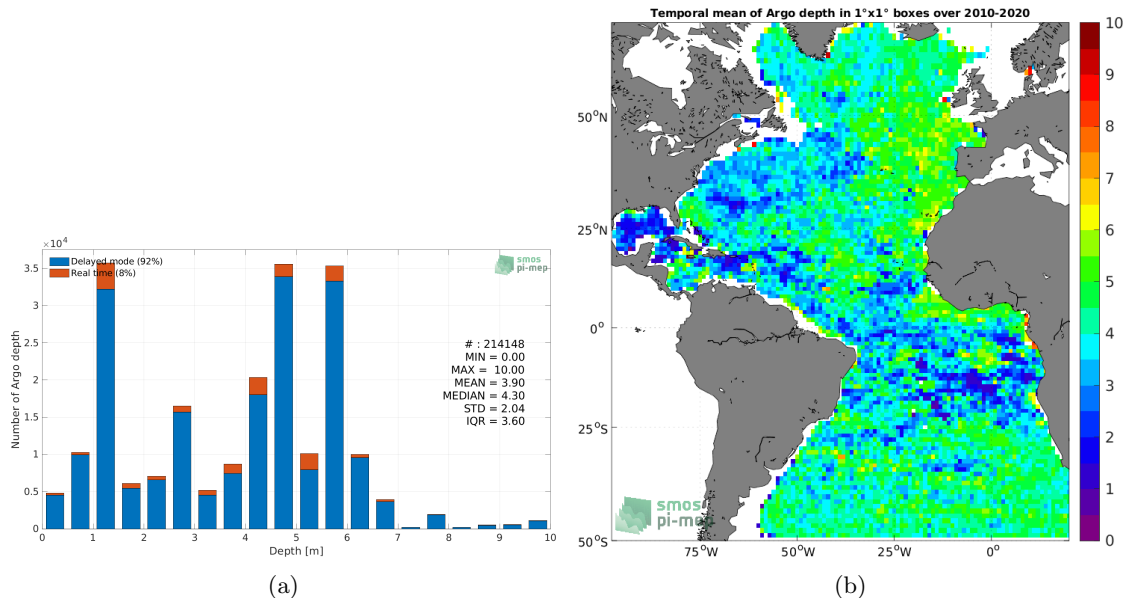 Temporal mean of Argo depth in 1°x1° boxes over 2010-2020
×10⁴
Delayed mode (92%)
Real time (8%)
smos
pi-mep
# : 214148
MIN = 0.00
MAX = 10.00
MEAN = 3.90
MEDIAN = 4.30
STD = 2.04
IQR = 3.60
Number of Argo depth
3.5
3
2.5
2
1.5
1
0.5
0
0 1 2 3 4 5 6 7 8 9 10
Depth [m]
(a)
50°N
25°N
0°
25°S
50°S
75°W 50°W 25°W 0°
smos
pi-mep
10
9
8
7
6
5
4
3
2
1
0
(b)